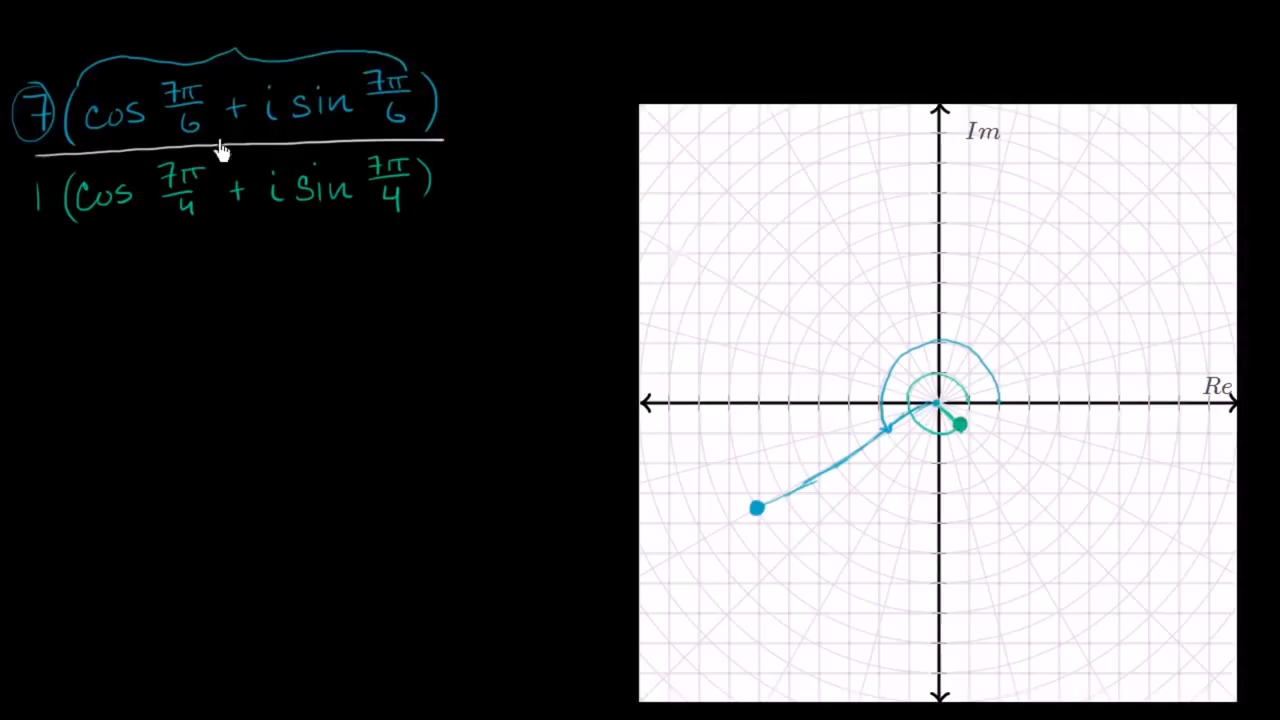 7(cos 7π/6 + i sin 7π/6)
1(cos 7π/4 + i sin 7π/4)
Im
Re